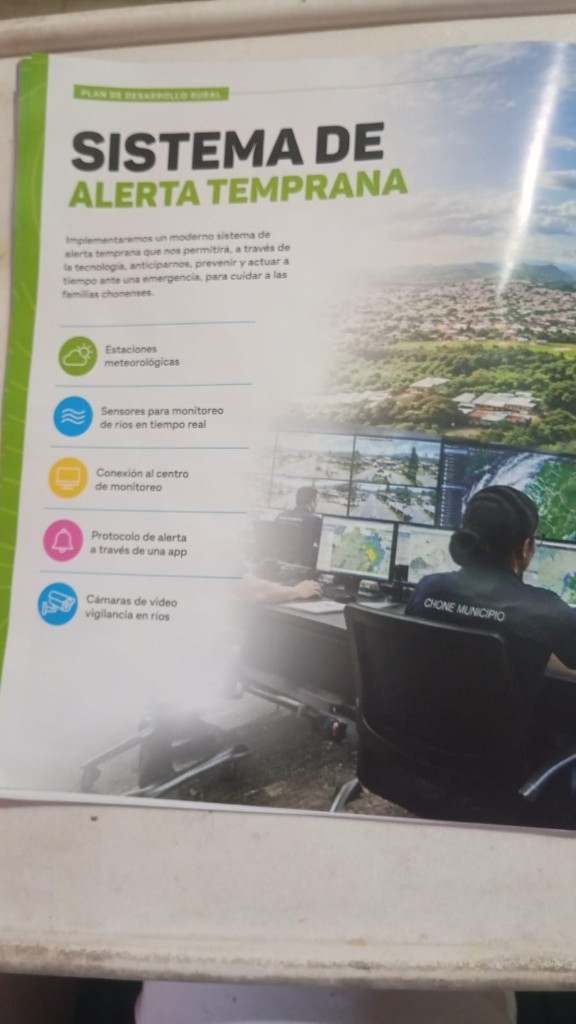 PLAN DE DESARROLLO RURAL
SISTEMA DE
ALERTA TEMPRANA
Implementaremos un moderno sistema de
alerta temprana que nos permitirá, a través de
la tecnología, anticiparnos, prevenir y actuar a
tiempo ante una emergencia, para cuidar a las
familias chonenses.
Estaciones
meteorológicas
Sensores para monitoreo
de ríos en tiempo real
Conexión al centro
de monitoreo
Protocolo de alerta
a través de una app
Cámaras de video
vigilancia en ríos
CHONE MUNICIPIO